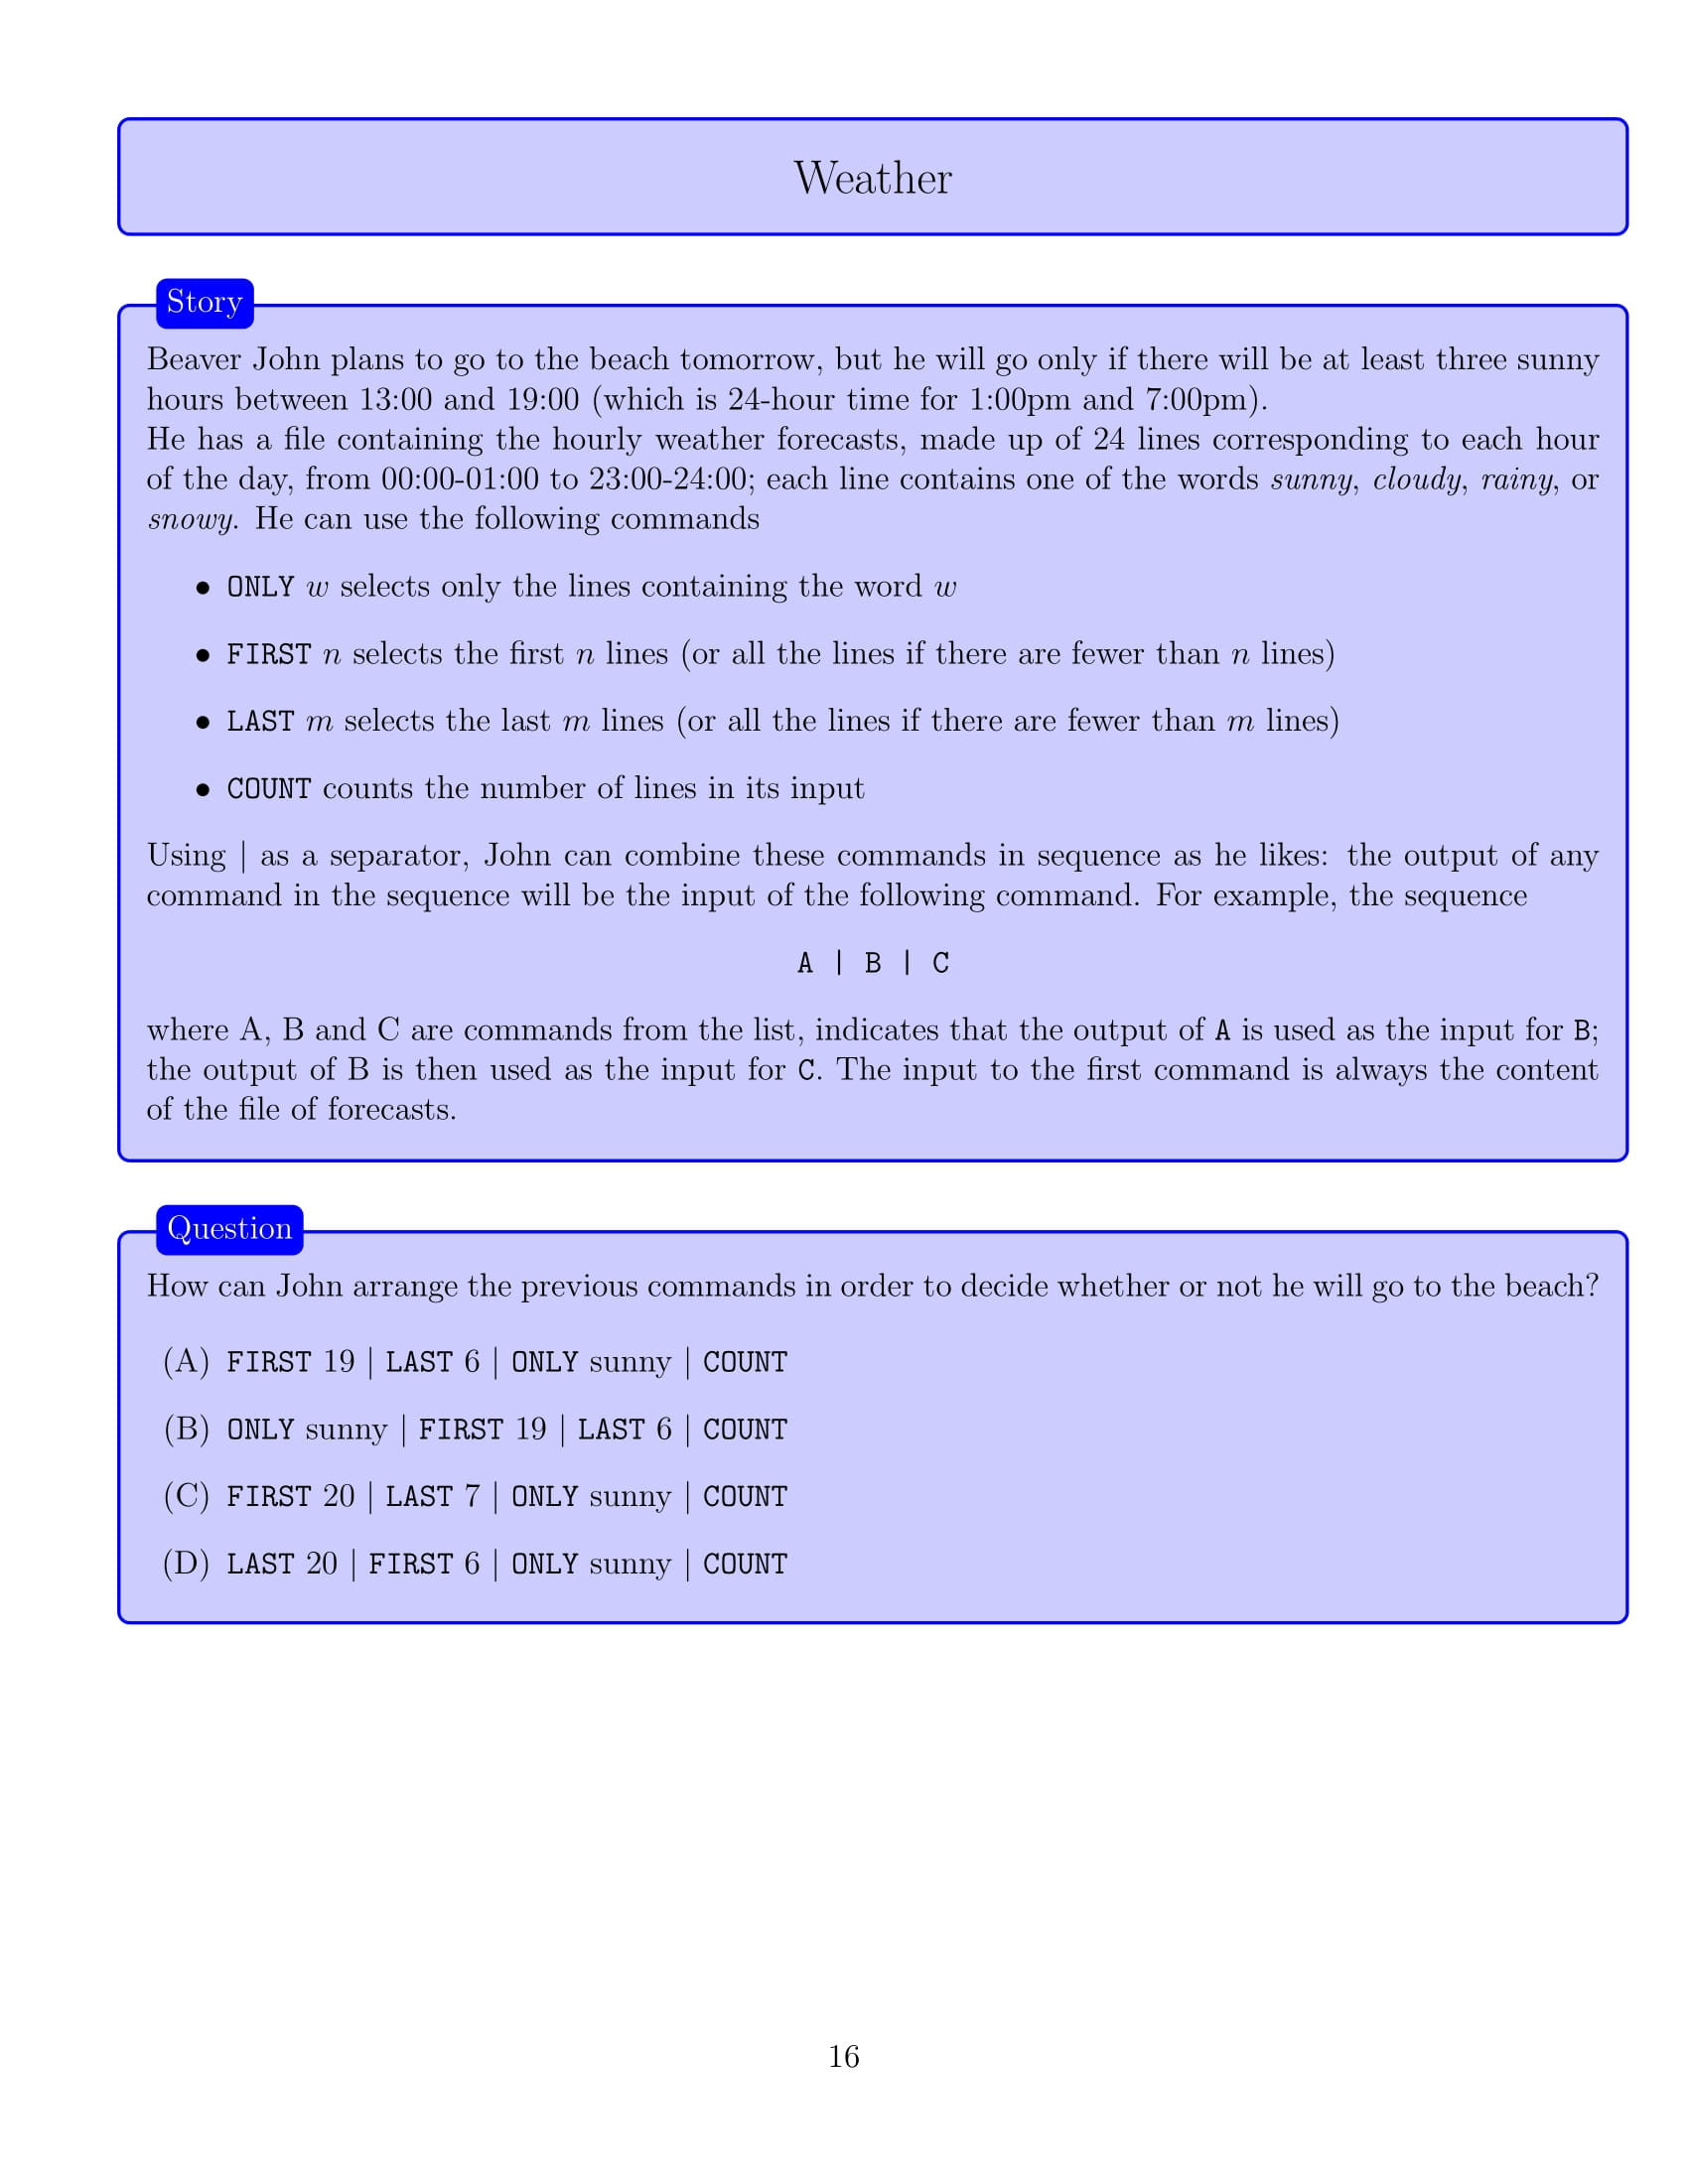 Weather
Story
Beaver John plans to go to the beach tomorrow, but he will go only if there will be at least three sunny
hours between 13:00 and 19:00 (which is 24-hour time for 1:00pm and 7:00pm).
He has a file containing the hourly weather forecasts, made up of 24 lines corresponding to each hour
of the day, from 00:00-01:00 to 23:00-24:00; each line contains one of the words sunny, cloudy, rainy, or
snowy. He can use the following commands
• ONLY w selects only the lines containing the word w
• FIRST n selects the first n lines (or all the lines if there are fewer than n lines)
• LAST m selects the last m lines (or all the lines if there are fewer than m lines)
• COUNT counts the number of lines in its input
Using | as a separator, John can combine these commands in sequence as he likes: the output of any
command in the sequence will be the input of the following command. For example, the sequence
A | B | C
where A, B and C are commands from the list, indicates that the output of A is used as the input for B;
the output of B is then used as the input for C. The input to the first command is always the content
of the file of forecasts.
Question
How can John arrange the previous commands in order to decide whether or not he will go to the beach?
(A) FIRST 19 | LAST 6 | ONLY sunny | COUNT
(B) ONLY sunny | FIRST 19 | LAST 6 | COUNT
(C) FIRST 20 | LAST 7 | ONLY sunny | COUNT
(D) LAST 20 | FIRST 6 | ONLY sunny | COUNT
16